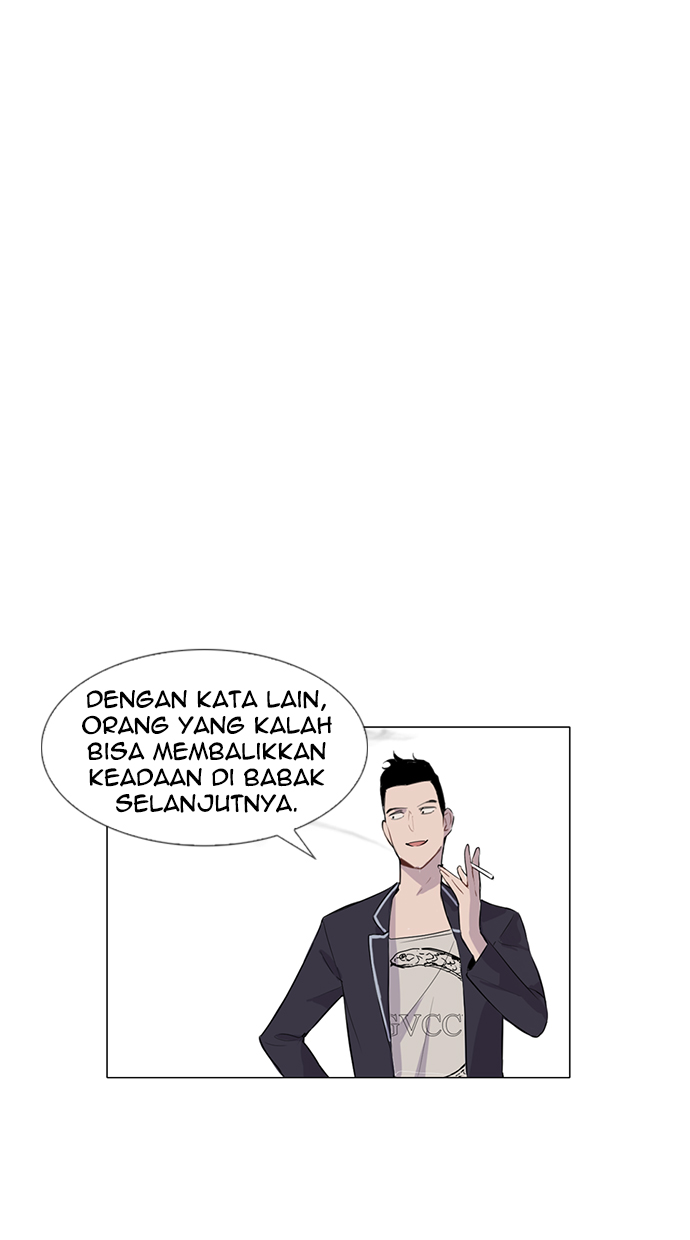 DENGAN KATA LAIN,
ORANG YANG KALAH
BISA MEMBALIKKAN
KEADAAN DI BABAK
SELANJUTNYA.
GVCC